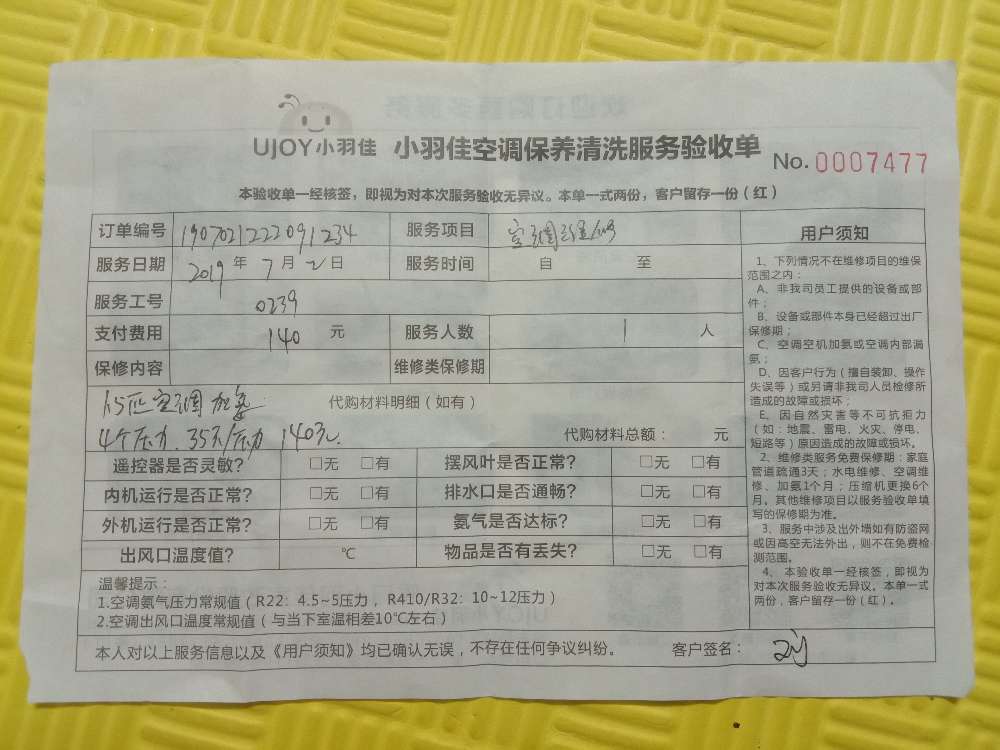 UJOY小羽佳 小羽佳空调保养清洗服务验收单 No.0007477
本验收单一经核签，即视为对本次服务验收无异议。本单一式两份，客户留存一份（红）
订单编号 190702122209１234 服务项目 空调维修
服务日期 2019年7月2日 服务时间 自 至
服务工号 0239
支付费用 140 元 服务人数 1 人
保修内容 维修类保修期
1.5匹空调加氨 代购材料明细（如有）
4个压力.35元/压力 140元. 代购材料总额： 元
遥控器是否灵敏？ □无 □有 摆风叶是否正常？ □无 □有
内机运行是否正常？ □无 □有 排水口是否通畅？ □无 □有
外机运行是否正常？ □无 □有 氨气是否达标？ □无 □有
出风口温度值？ ℃ 物品是否有丢失？ □无 □有
温馨提示：
1.空调氨气压力常规值（R22：4.5~5压力，R410/R32：10~12压力）
2.空调出风口温度常规值（与当下室温相差10℃左右）
本人对以上服务信息以及《用户须知》均已确认无误，不存在任何争议纠纷。 客户签名： 刘
用户须知
1、下列情况不在维修项目的维保
范围之内：
A、非我司员工提供的设备或部
件；
B、设备或部件本身已经超过出厂
保修期；
C、空调空机加氨或空调内部漏
氨；
D、因客户行为（擅自装卸、操作
失误等）或另请非我司人员检修所
造成的故障或损坏；
E、因自然灾害等不可抗拒力
（如：地震、雷电、火灾、停电、
短路等）原因造成的故障或损坏。
2、维修类服务免费保修期：家庭
管道疏通3天；水电维修、空调维
修、加氨1个月；压缩机更换6个
月。其他维修项目以服务验收单填
写的保修期为准。
3、服务中涉及出外墙如有防盗网
或因高空无法外出，则不在免费检
测范围。
4、本验收单一经核签，即视为
对本次服务验收无异议。本单一式
两份，客户留存一份（红）。